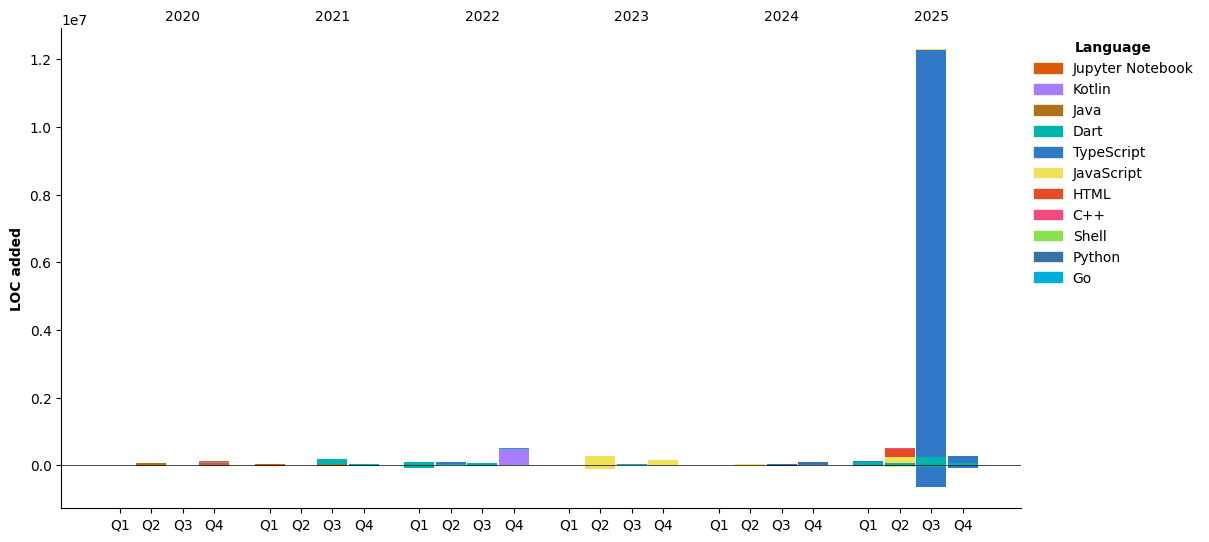 1e7
2020 2021 2022 2023 2024 2025
Language
Jupyter Notebook
Kotlin
Java
Dart
TypeScript
JavaScript
HTML
C++
Shell
Python
Go
LOC added
1.2
1.0
0.8
0.6
0.4
0.2
0.0
Q1 Q2 Q3 Q4 Q1 Q2 Q3 Q4 Q1 Q2 Q3 Q4 Q1 Q2 Q3 Q4 Q1 Q2 Q3 Q4 Q1 Q2 Q3 Q4